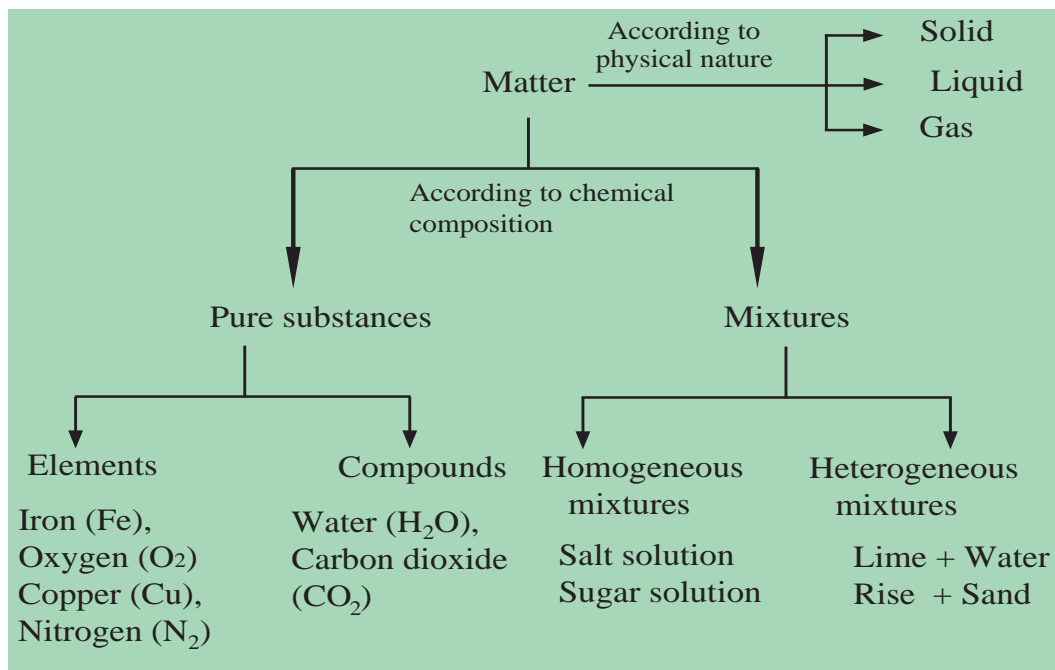 According to
physical nature
Solid
Matter
Liquid
Gas
According to chemical
composition
Pure substances
Mixtures
Elements
Iron (Fe),
Oxygen (O2)
Copper (Cu),
Nitrogen (N₂)
Compounds
Water (H₂O),
Carbon dioxide
(CO₂)
Homogeneous
mixtures
Salt solution
Sugar solution
Heterogeneous
mixtures
Lime + Water
Rise + Sand